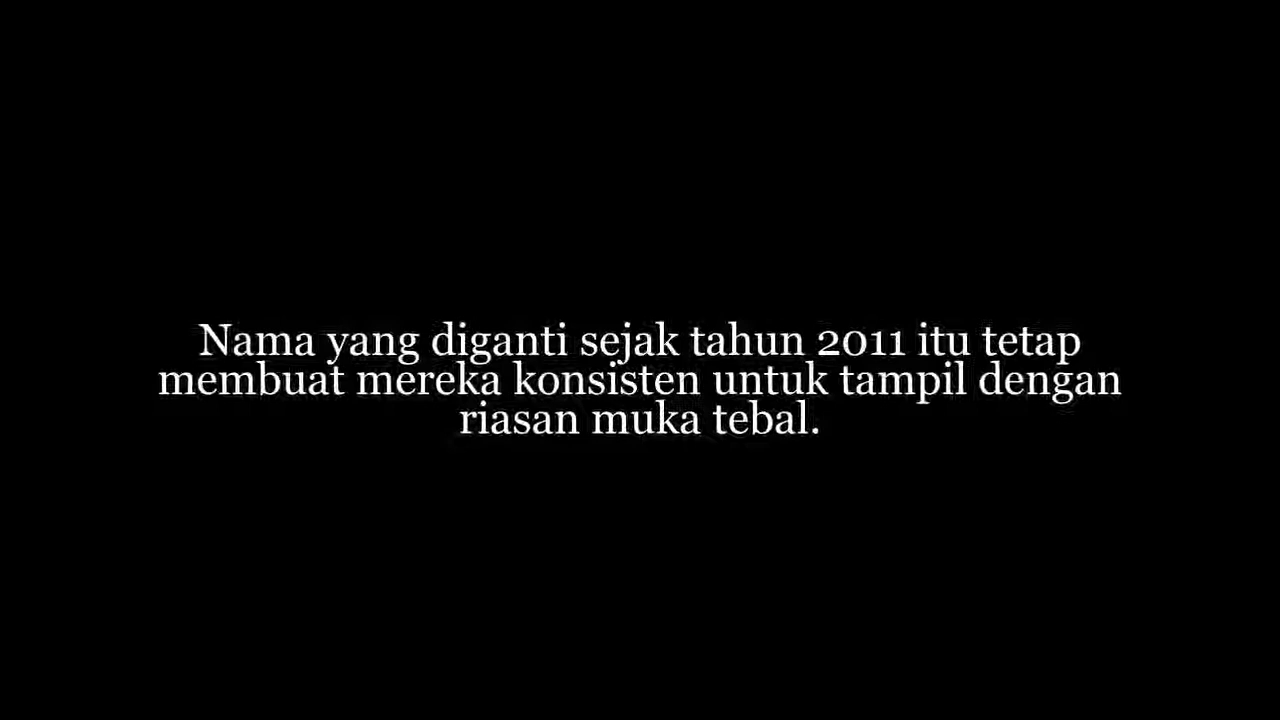 Nama yang diganti sejak tahun 2011 itu tetap
membuat mereka konsisten untuk tampil dengan
riasan muka tebal.